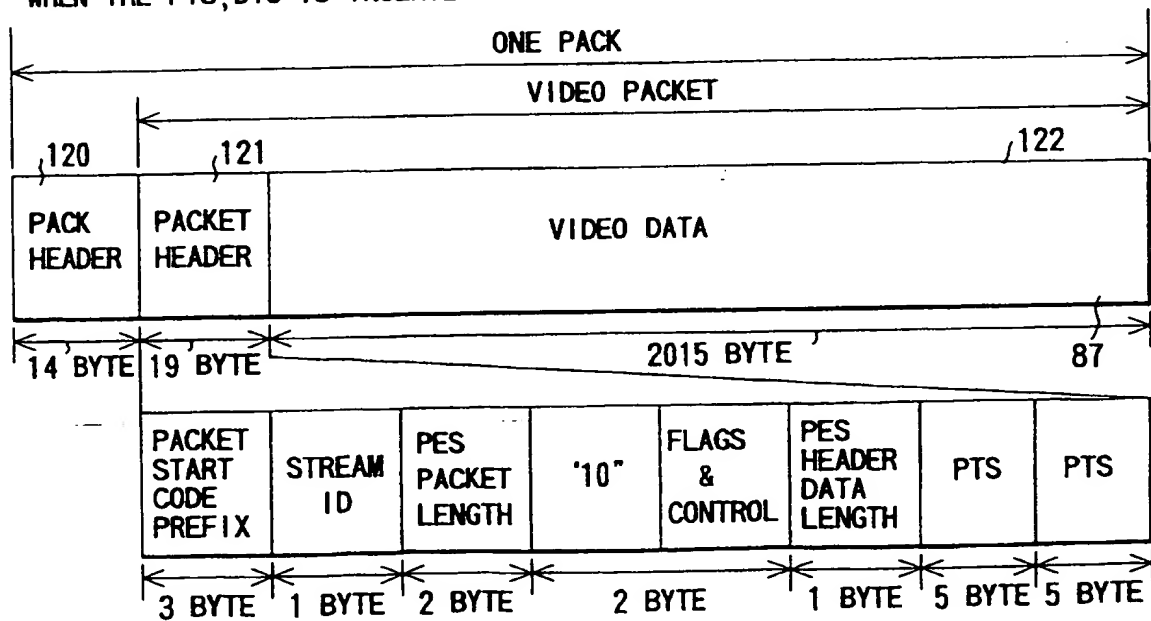 ONE PACK
VIDEO PACKET
120
121
122
PACK
HEADER
PACKET
HEADER
VIDEO DATA
14 BYTE
19 BYTE
2015 BYTE
87
PACKET
START
CODE
PREFIX
STREAM
ID
PES
PACKET
LENGTH
"10"
FLAGS
&
CONTROL
PES
HEADER
DATA
LENGTH
PTS
PTS
3 BYTE
1 BYTE
2 BYTE
2 BYTE
1 BYTE
5 BYTE
5 BYTE